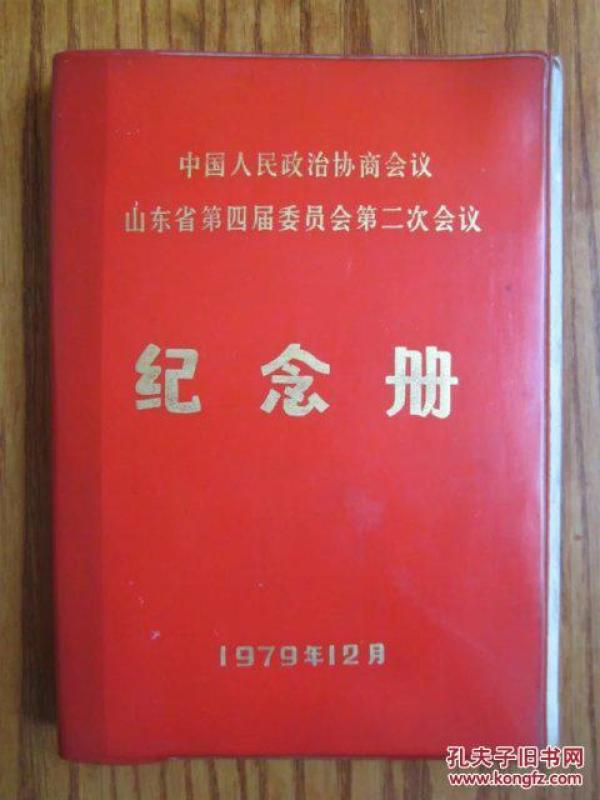 中国人民政治协商会议
山东省第四届委员会第二次会议
纪念册
1979年12月
孔夫子旧书网
www.kongfz.com